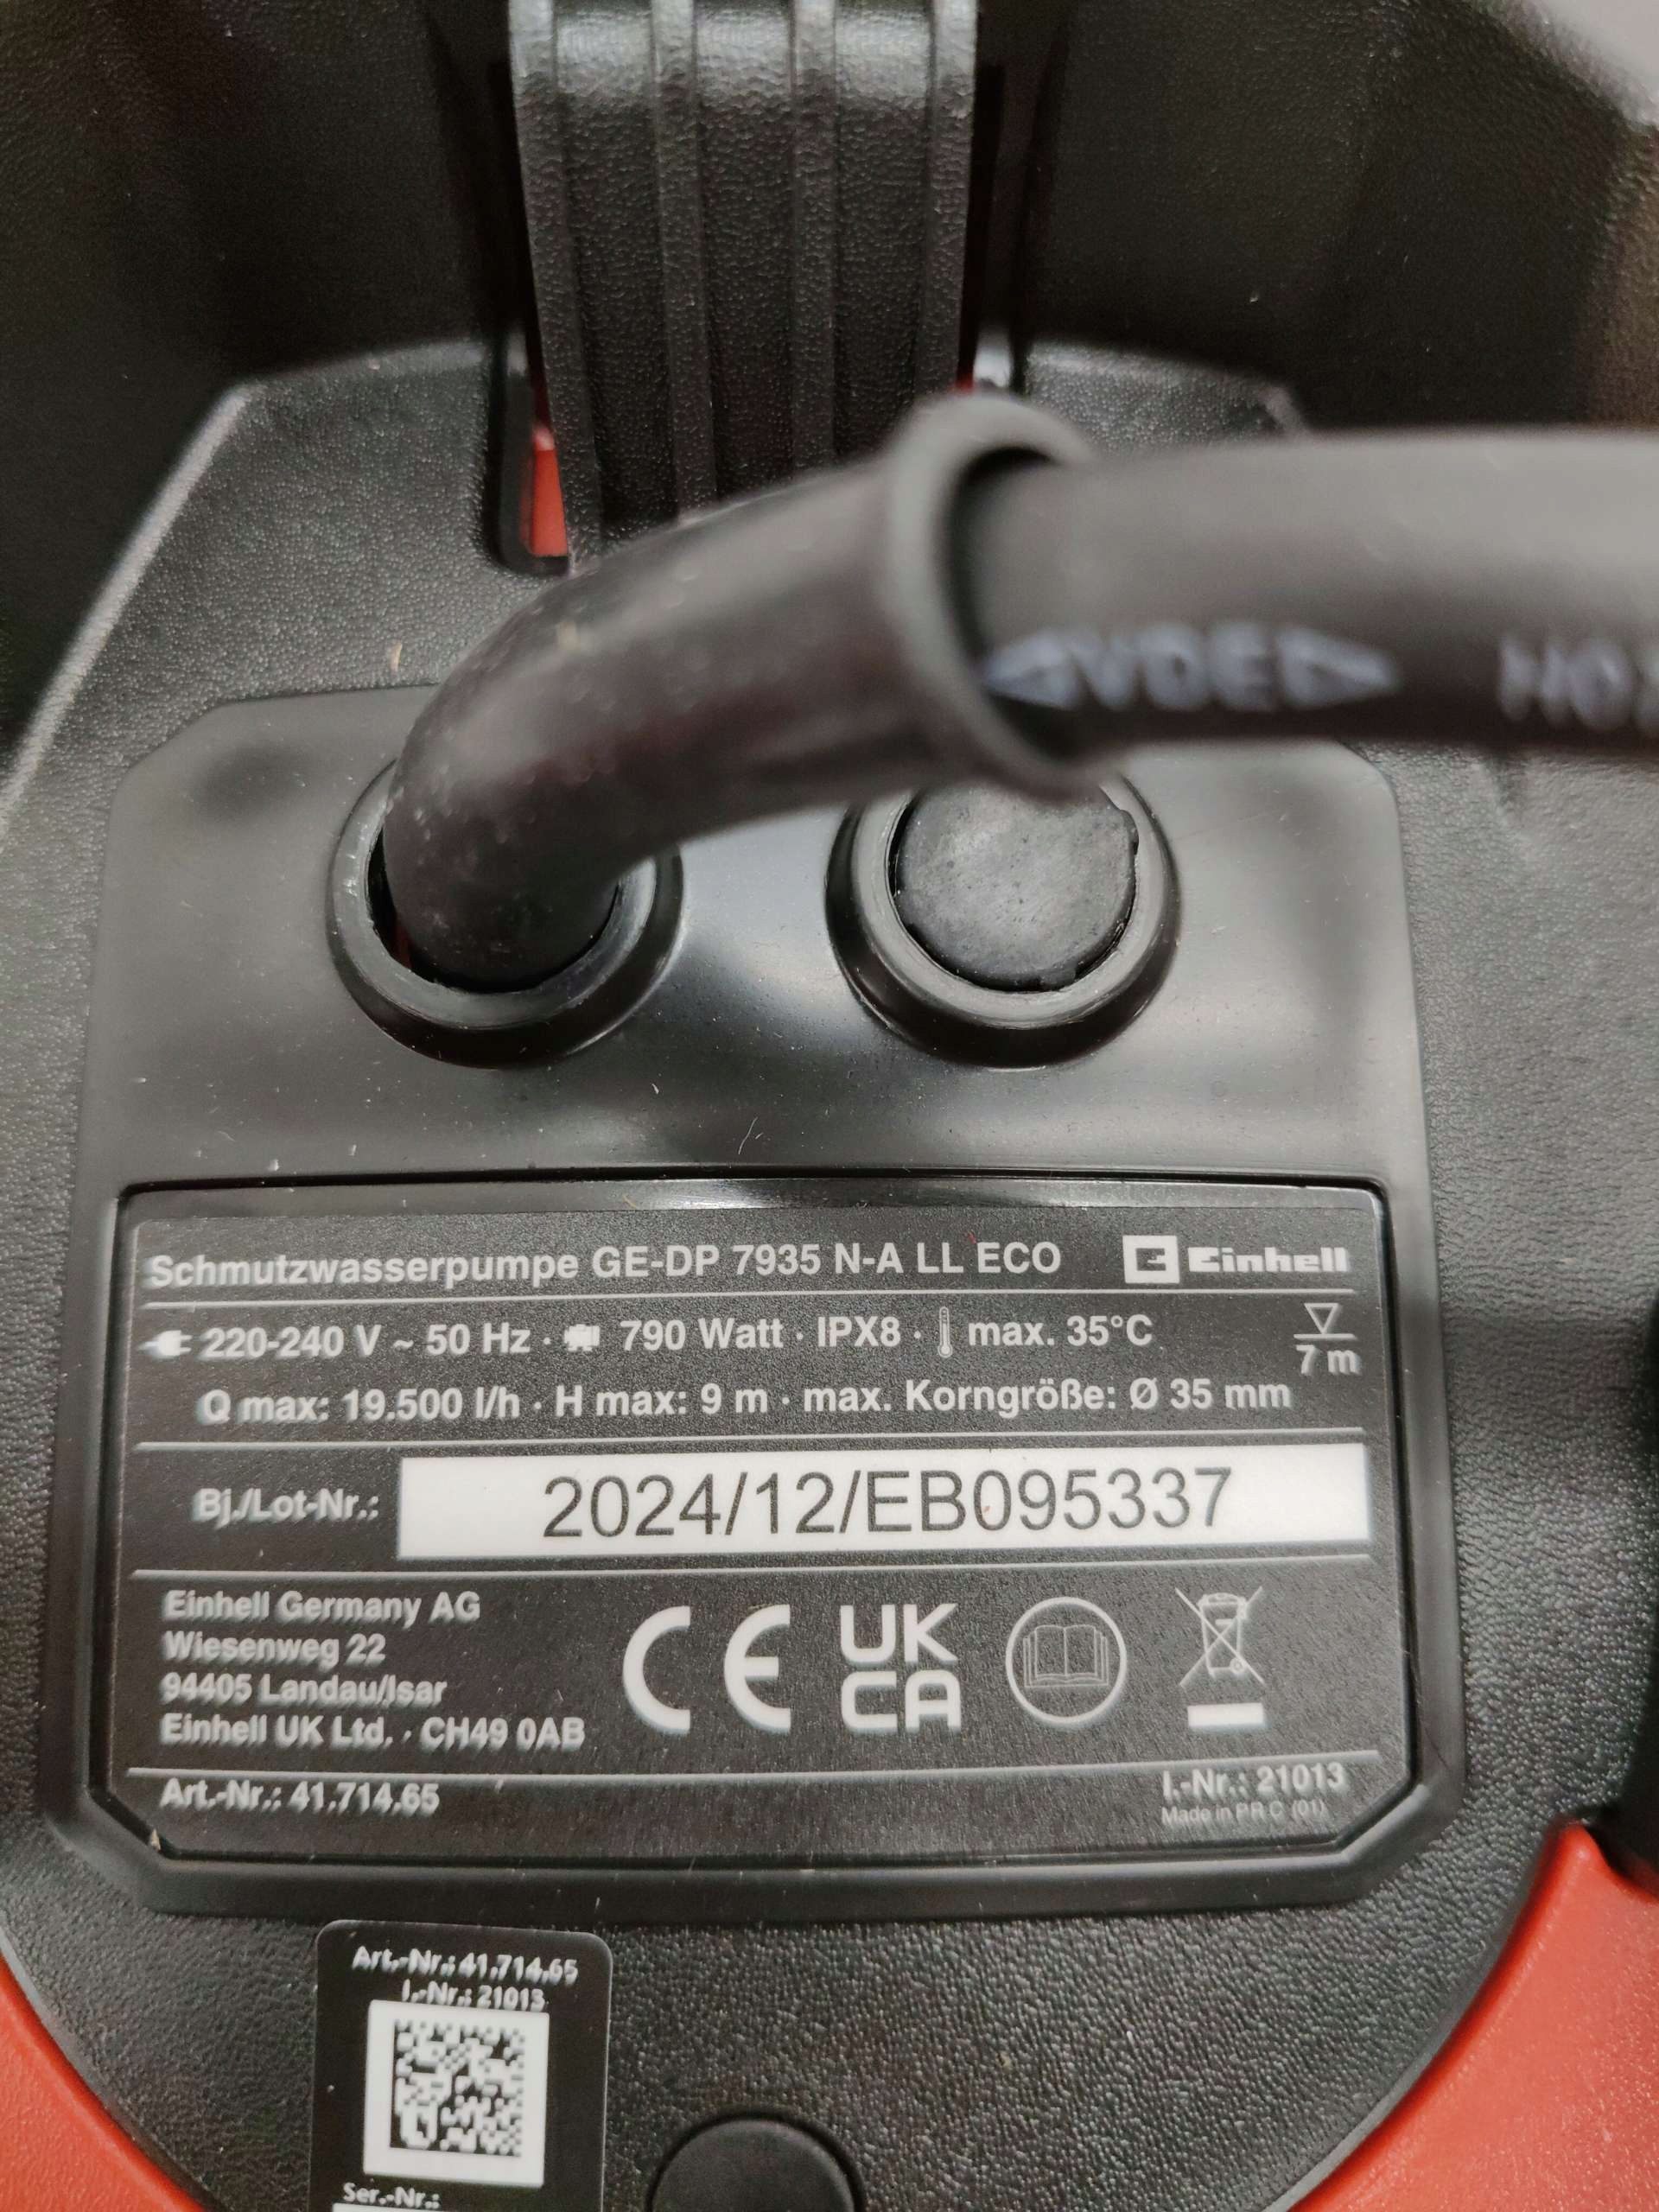 VDE H0
Schmutzwasserpumpe GE-DP 7935 N-A LL ECO Einhell
220-240 V ~ 50 Hz · 790 Watt · IPX8 · max. 35°C
7 m
Q max: 19.500 l/h · H max: 9 m · max. Korngröße: Ø 35 mm
Bj./Lot-Nr.: 2024/12/EB095337
Einhell Germany AG
Wiesenweg 22
94405 Landau/Isar
Einhell UK Ltd. · CH49 0AB
CE UK
CA
Art.-Nr.: 41.714.65
I.-Nr.: 21013
Made in P R C (01)
Art.-Nr.: 41.714.65
I.-Nr.: 21013
Ser.-Nr.: